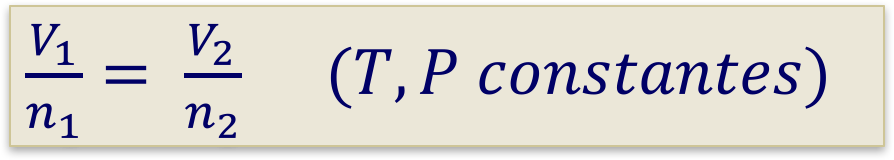 V₁/n₁ = V₂/n₂ (T, P constantes)